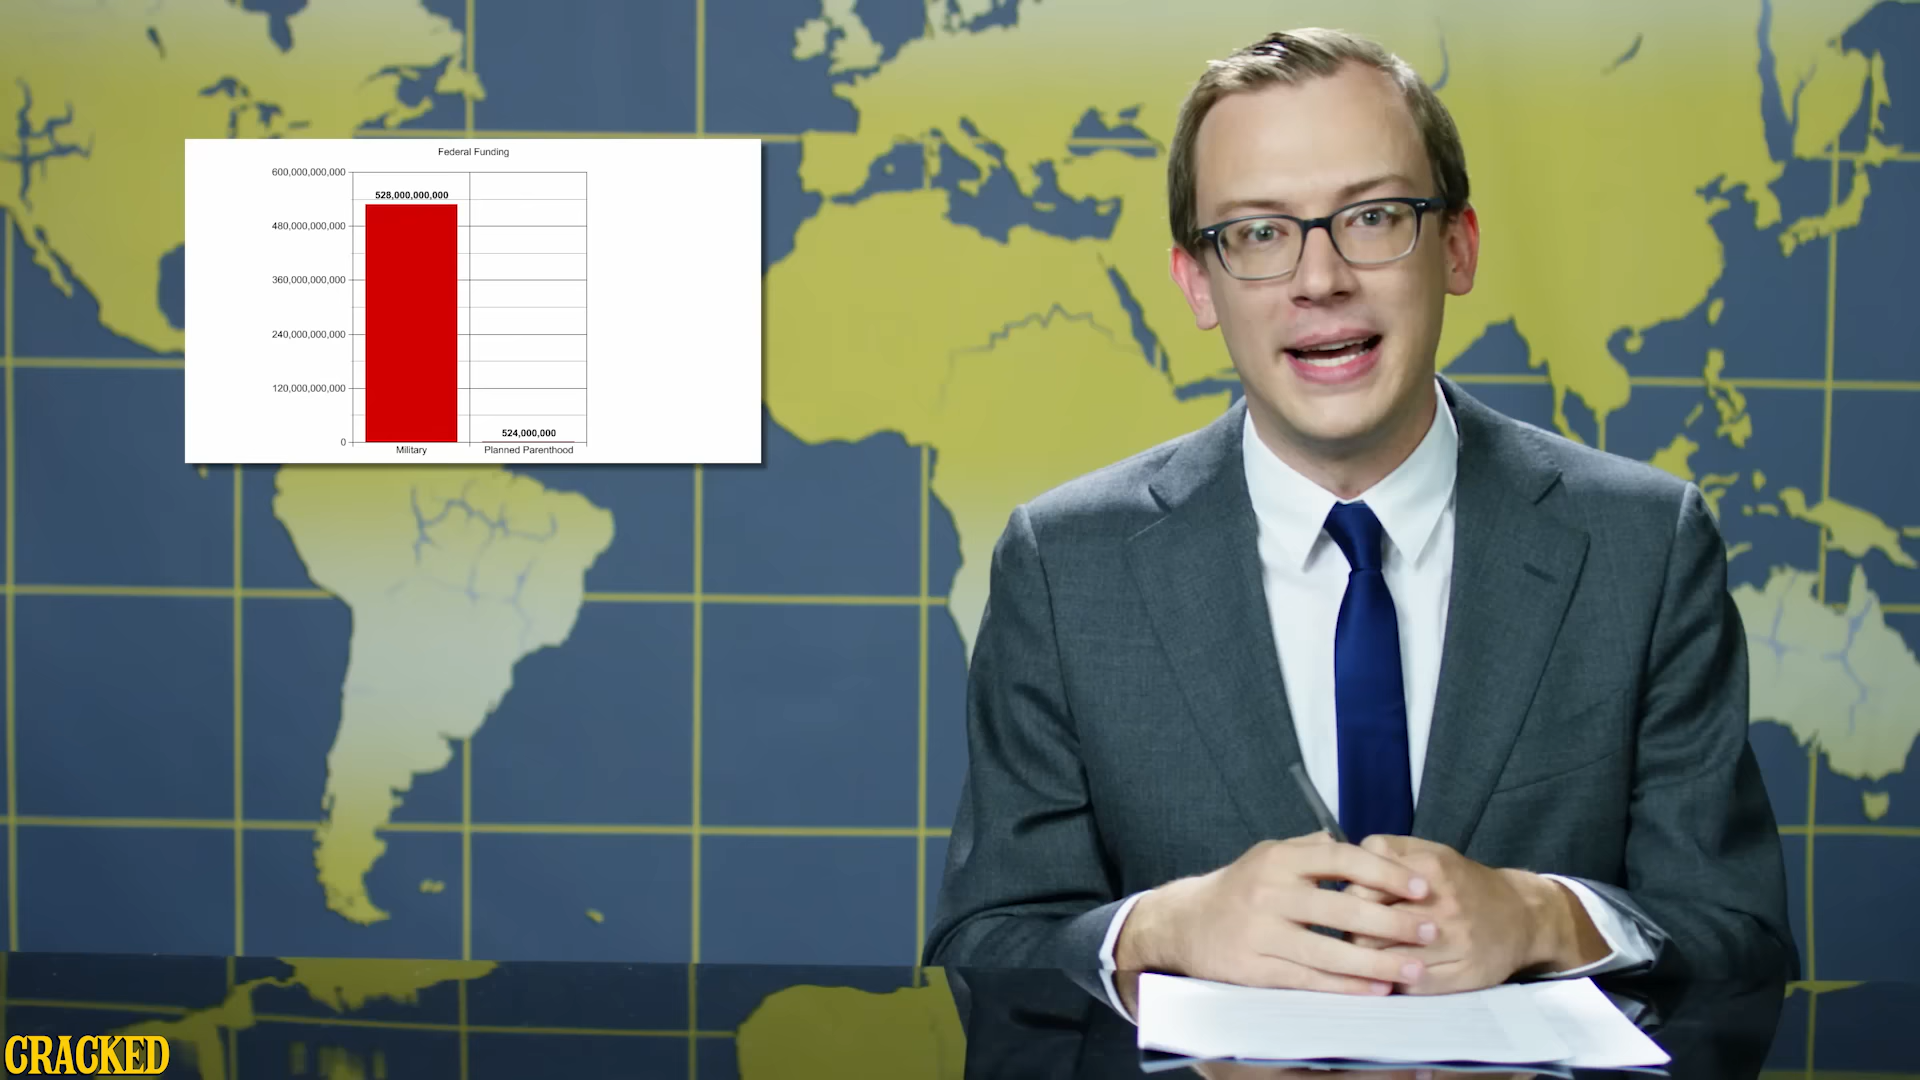 Federal Funding
600,000,000,000
528,000,000,000
480,000,000,000
360,000,000,000
240,000,000,000
120,000,000,000
524,000,000
0
Military Planned Parenthood
CRACKED